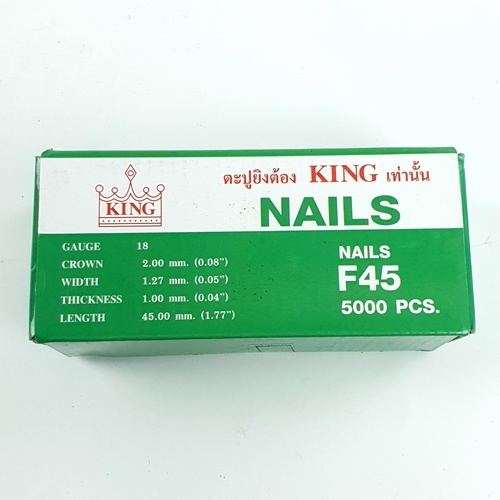 KING
ตะปูยิงต้อง KING เท่านั้น
NAILS
GAUGE 18
CROWN 2.00 mm. (0.08")
WIDTH 1.27 mm. (0.05")
THICKNESS 1.00 mm. (0.04")
LENGTH 45.00 mm. (1.77")
NAILS
F45
5000 PCS.